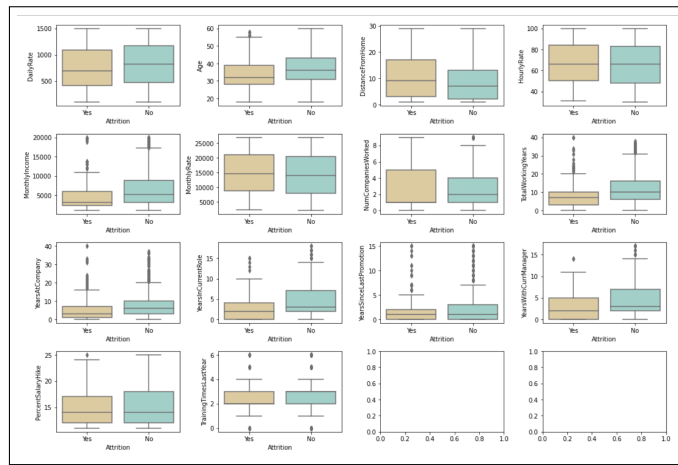 DailyRate
1500
1000
500
Yes
No
Attrition
Age
60
40
20
Yes
No
Attrition
DistanceFromHome
30
20
10
0
Yes
No
Attrition
HourlyRate
100
80
60
40
Yes
No
Attrition
MonthlyIncome
20000
15000
10000
5000
Yes
No
Attrition
MonthlyRate
25000
20000
15000
10000
5000
Yes
No
Attrition
NumCompaniesWorked
8
6
4
2
0
Yes
No
Attrition
TotalWorkingYears
40
30
20
10
0
Yes
No
Attrition
YearsAtCompany
40
30
20
10
0
Yes
No
Attrition
YearsInCurrentRole
15
10
5
0
Yes
No
Attrition
YearsSinceLastPromotion
15
10
5
0
Yes
No
Attrition
YearsWithCurrManager
15
10
5
0
Yes
No
Attrition
PercentSalaryHike
25
20
15
Yes
No
Attrition
TrainingTimesLastYear
6
4
2
0
Yes
No
Attrition
1.0
0.8
0.6
0.4
0.2
0.0
0.0 0.2 0.4 0.6 0.8 1.0
1.0
0.8
0.6
0.4
0.2
0.0
0.0 0.2 0.4 0.6 0.8 1.0